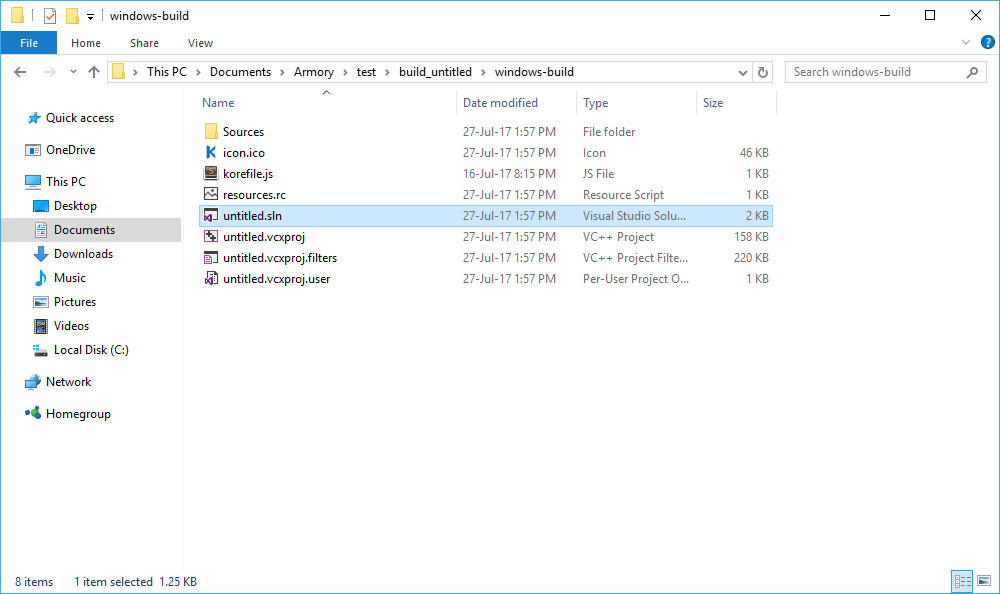 windows-build
File Home Share View
This PC Documents Armory test build_untitled windows-build Search windows-build
Name Date modified Type Size
Quick access
OneDrive
This PC
Desktop
Documents
Downloads
Music
Pictures
Videos
Local Disk (C:)
Network
Homegroup
Sources 27-Jul-17 1:57 PM File folder
icon.ico 27-Jul-17 1:57 PM Icon 46 KB
korefile.js 16-Jul-17 8:15 PM JS File 1 KB
resources.rc 27-Jul-17 1:57 PM Resource Script 1 KB
untitled.sln 27-Jul-17 1:57 PM Visual Studio Solu... 2 KB
untitled.vcxproj 27-Jul-17 1:57 PM VC++ Project 158 KB
untitled.vcxproj.filters 27-Jul-17 1:57 PM VC++ Project Filte... 220 KB
untitled.vcxproj.user 27-Jul-17 1:57 PM Per-User Project O... 1 KB
8 items 1 item selected 1.25 KB